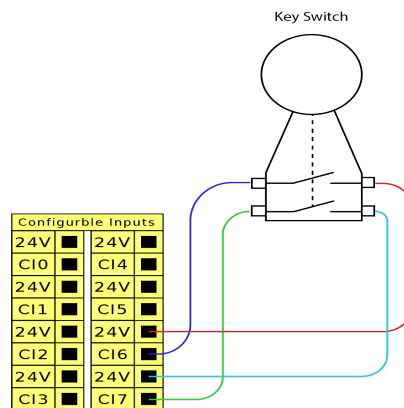 Key Switch
Configurble Inputs
24V 24V
CI0 CI4
24V 24V
CI1 CI5
24V 24V
CI2 CI6
24V 24V
CI3 CI7